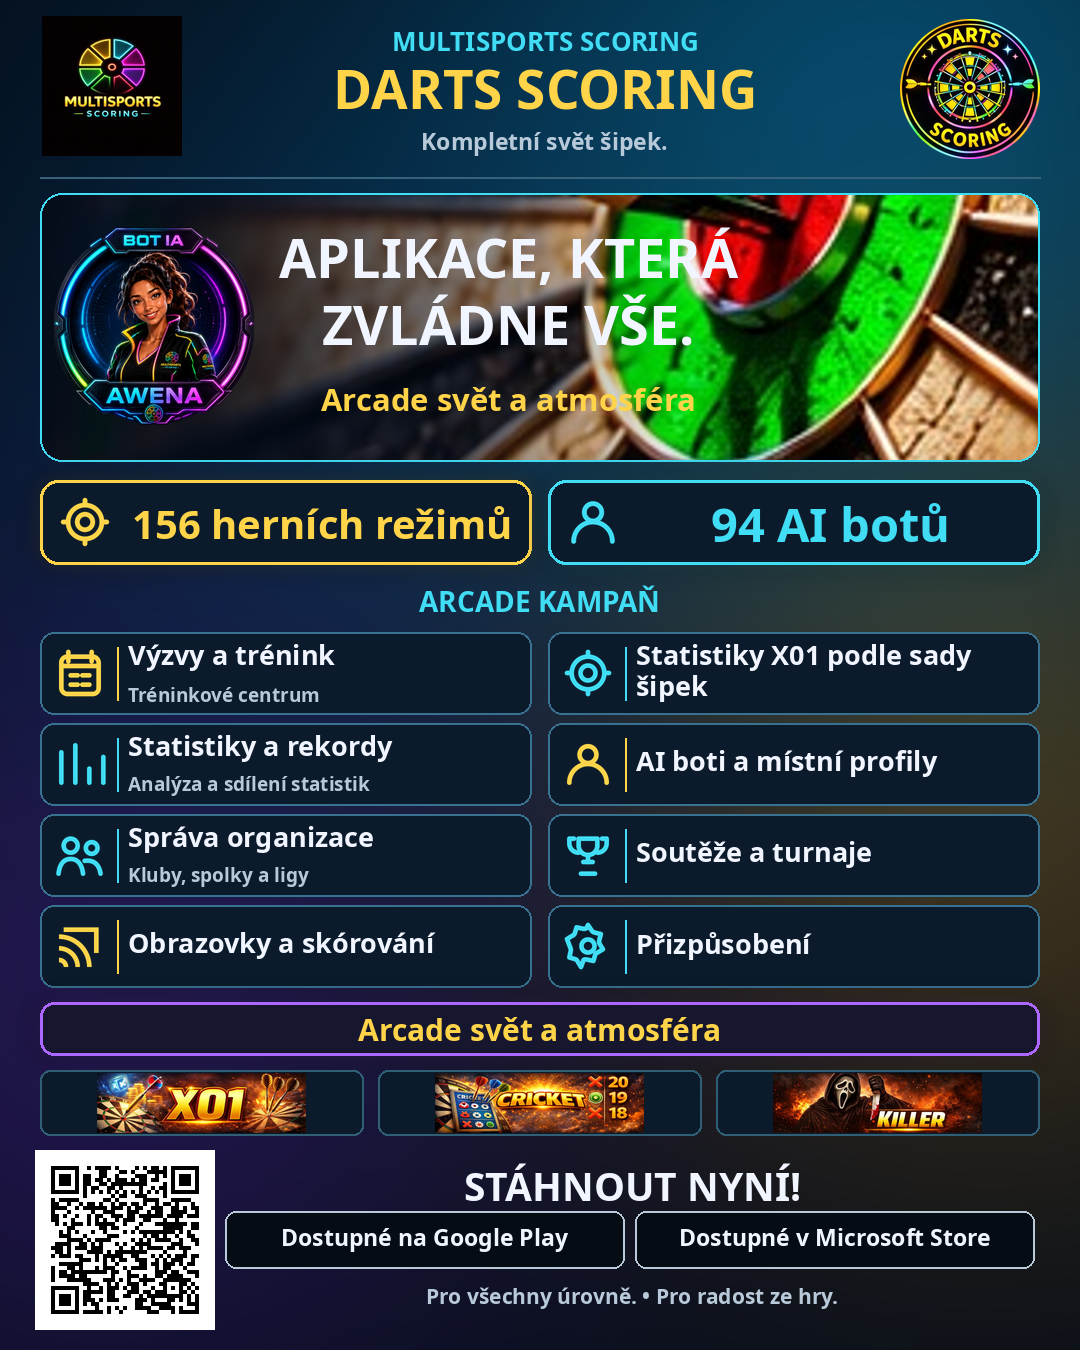 MULTISPORTS SCORING
DARTS SCORING
Kompletní svět šipek.
MULTISPORTS
SCORING
DARTS
SCORING
BOT IA
AWENA
APLIKACE, KTERÁ
ZVLÁDNE VŠE.
Arcade svět a atmosféra
156 herních režimů
94 AI botů
ARCADE KAMPAŇ
Výzvy a trénink
Tréninkové centrum
Statistiky X01 podle sady
šipek
Statistiky a rekordy
Analýza a sdílení statistik
AI boti a místní profily
Správa organizace
Kluby, spolky a ligy
Soutěže a turnaje
Obrazovky a skórování
Přizpůsobení
Arcade svět a atmosféra
X01
CRICKET
CRICKET
20
19
18
KILLER
STÁHNOUT NYNÍ!
Dostupné na Google Play
Dostupné v Microsoft Store
Pro všechny úrovně. • Pro radost ze hry.